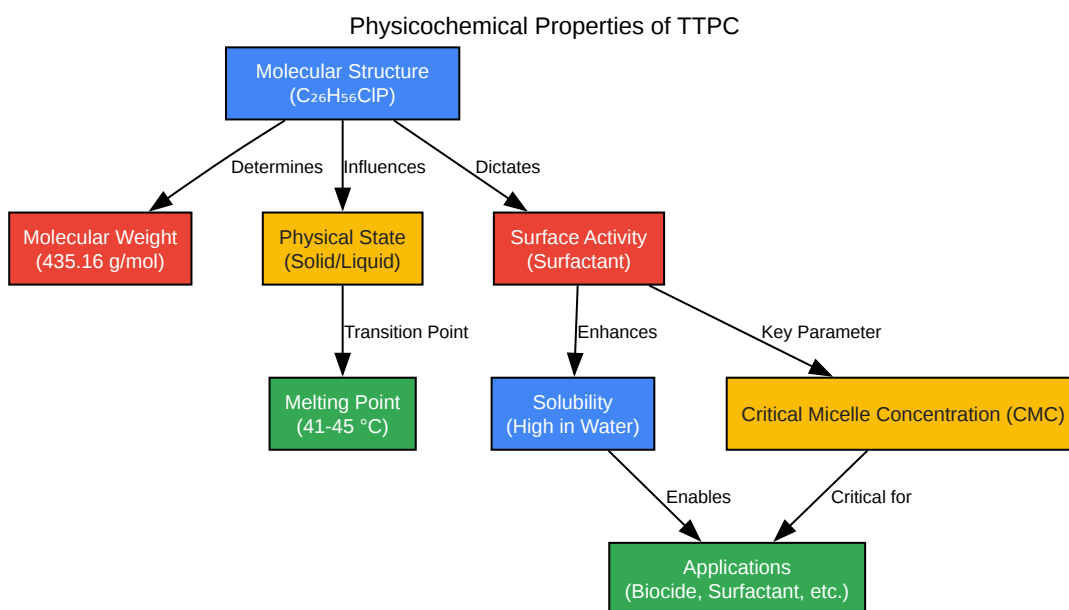 Physicochemical Properties of TTPC
Molecular Structure
(C₂₆H₅₆ClP)
Determines
Influences
Dictates
Molecular Weight
(435.16 g/mol)
Physical State
(Solid/Liquid)
Surface Activity
(Surfactant)
Transition Point
Enhances
Key Parameter
Melting Point
(41-45 °C)
Solubility
(High in Water)
Critical Micelle Concentration (CMC)
Enables
Critical for
Applications
(Biocide, Surfactant, etc.)